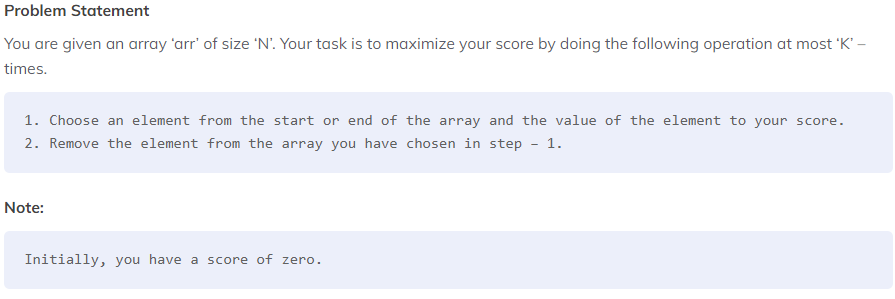 Problem Statement
You are given an array ‘arr’ of size ‘N’. Your task is to maximize your score by doing the following operation at most ‘K’ –
times.
1. Choose an element from the start or end of the array and the value of the element to your score.
2. Remove the element from the array you have chosen in step – 1.
Note:
Initially, you have a score of zero.